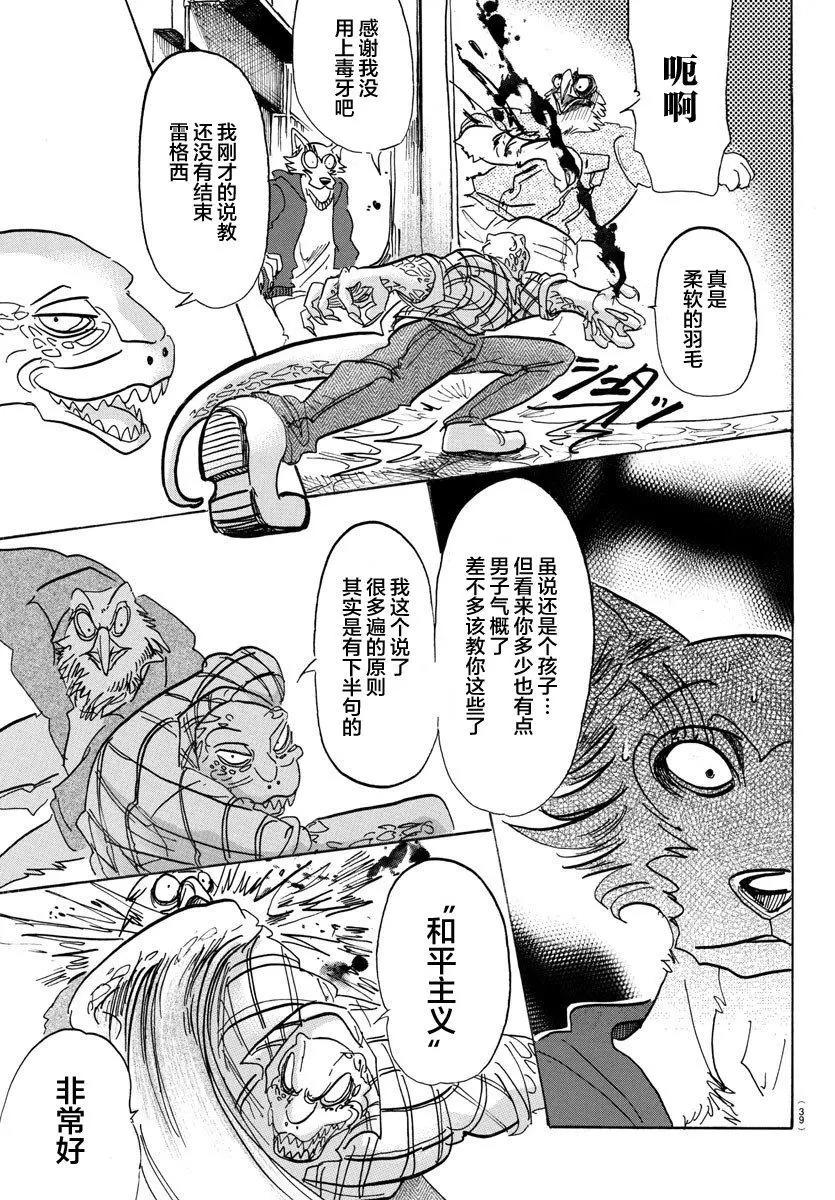 呃啊
真是
柔软的羽毛
感谢我没
用上毒牙吧
我刚才的说教
还没有结束
雷格西
虽说还是个孩子…
但看来你多少也有点
男子气概了
差不多该教你这些了
我这个说了
很多遍的原则
其实是有下半句的
“和平主义”
非常好
39